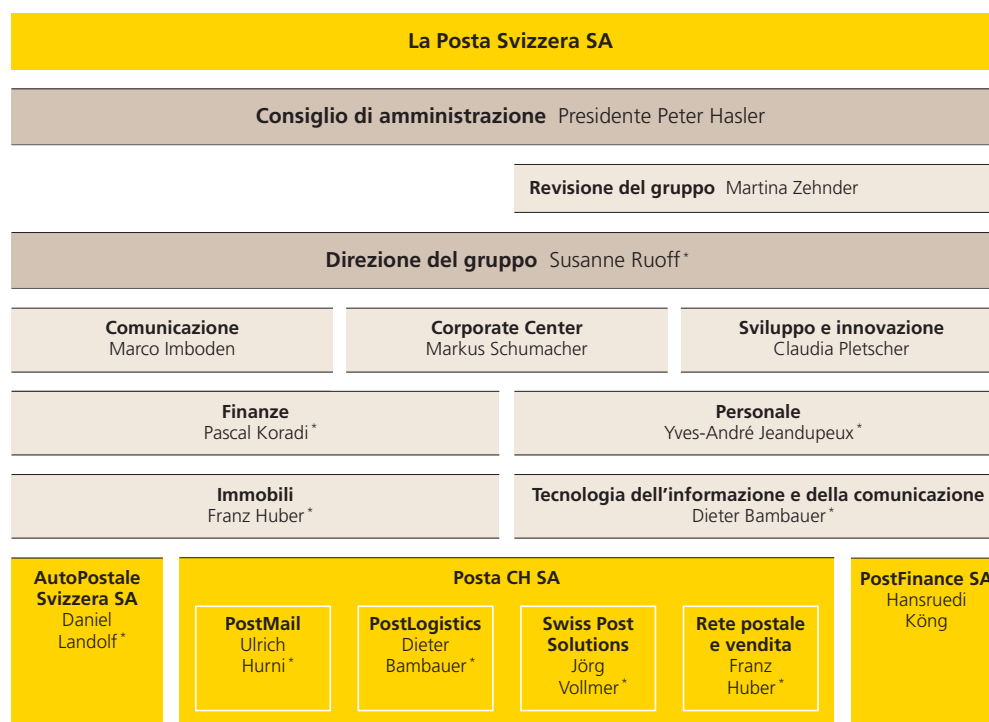 La Posta Svizzera SA
Consiglio di amministrazione Presidente Peter Hasler
Revisione del gruppo Martina Zehnder
Direzione del gruppo Susanne Ruoff*
Comunicazione
Marco Imboden
Corporate Center
Markus Schumacher
Sviluppo e innovazione
Claudia Pletscher
Finanze
Pascal Koradi*
Personale
Yves-André Jeandupeux*
Immobili
Franz Huber*
Tecnologia dell’informazione e della comunicazione
Dieter Bambauer*
AutoPostale
Svizzera SA
Daniel
Landolf*
Posta CH SA
PostMail
Ulrich
Hurni*
PostLogistics
Dieter
Bambauer*
Swiss Post
Solutions
Jörg
Vollmer*
Rete postale
e vendita
Franz
Huber*
PostFinance SA
Hansruedi
Köng